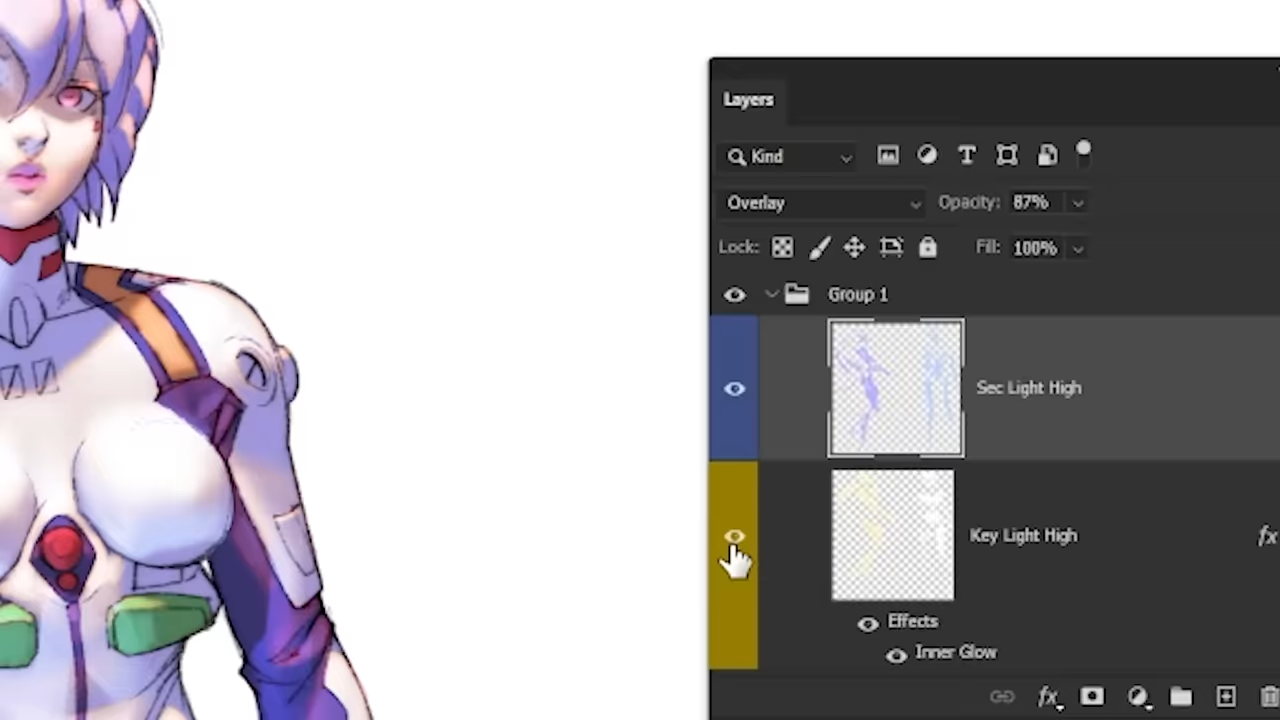 Layers
Kind
Overlay Opacity: 87%
Lock: Fill: 100%
Group 1
Sec Light High
Key Light High fx
Effects
Inner Glow
fx